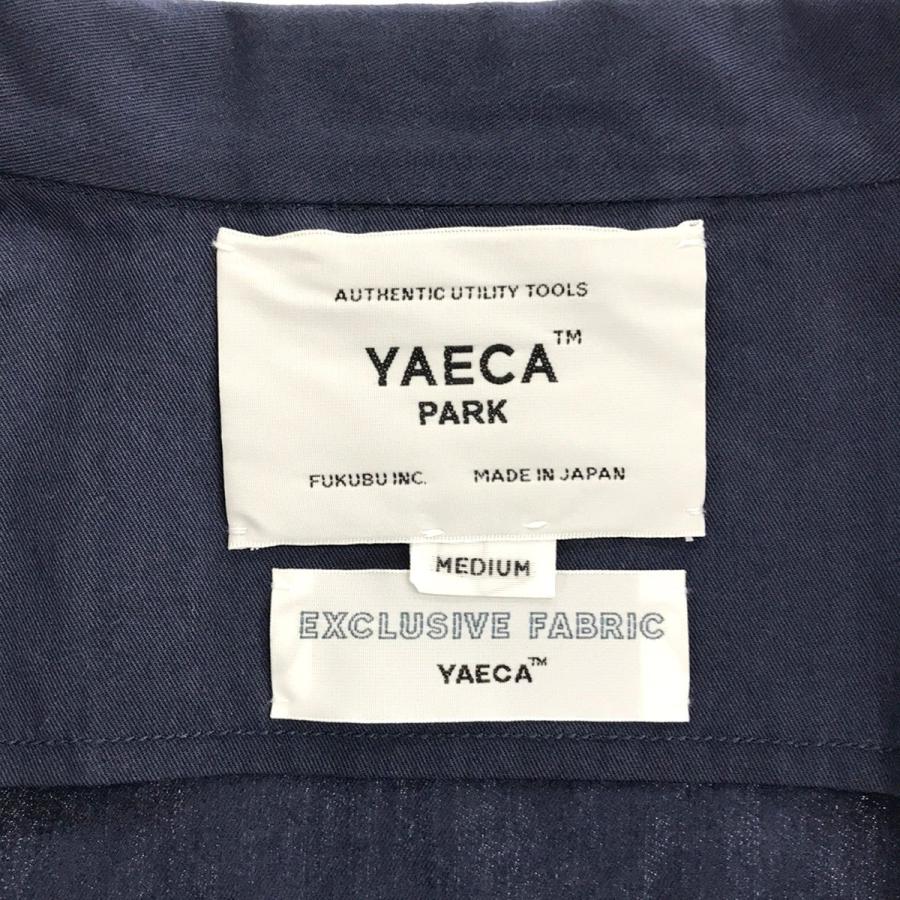 AUTHENTIC UTILITY TOOLS
YAECA™
PARK
FUKUBU INC. MADE IN JAPAN
MEDIUM
EXCLUSIVE FABRIC
YAECA™